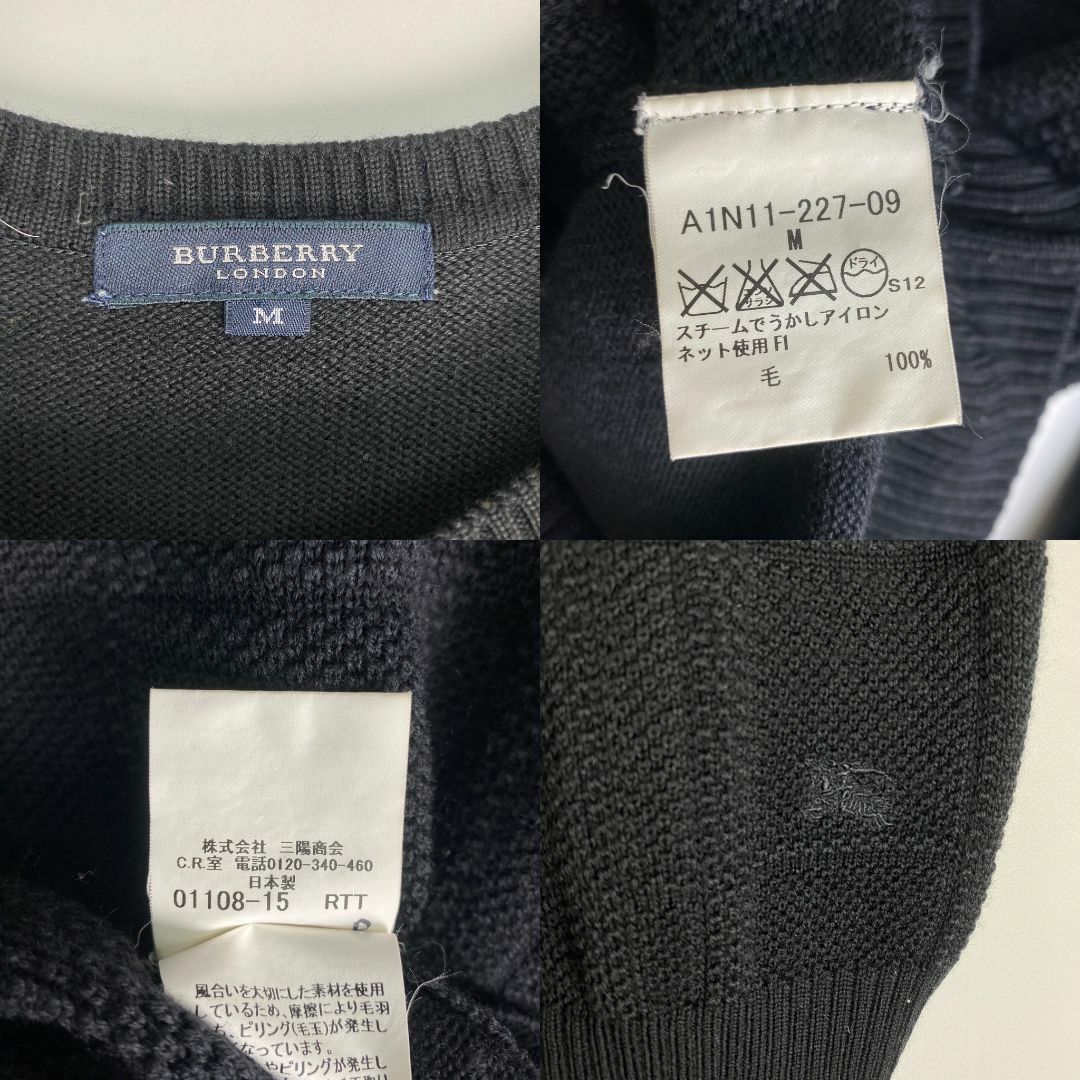 BURBERRY
LONDON
M
A1N11-227-09
M
ドライ
S12
スチームでうかしアイロン
ネット使用 FI
毛 100%
株式会社 三陽商会
C.R.室 電話0120-340-460
日本製
01108-15 RTT
風合いを大切にした素材を使用
しているため、摩擦により毛羽
ち、ピリング(毛玉)が発生し
なっています。
やピリングが発生し